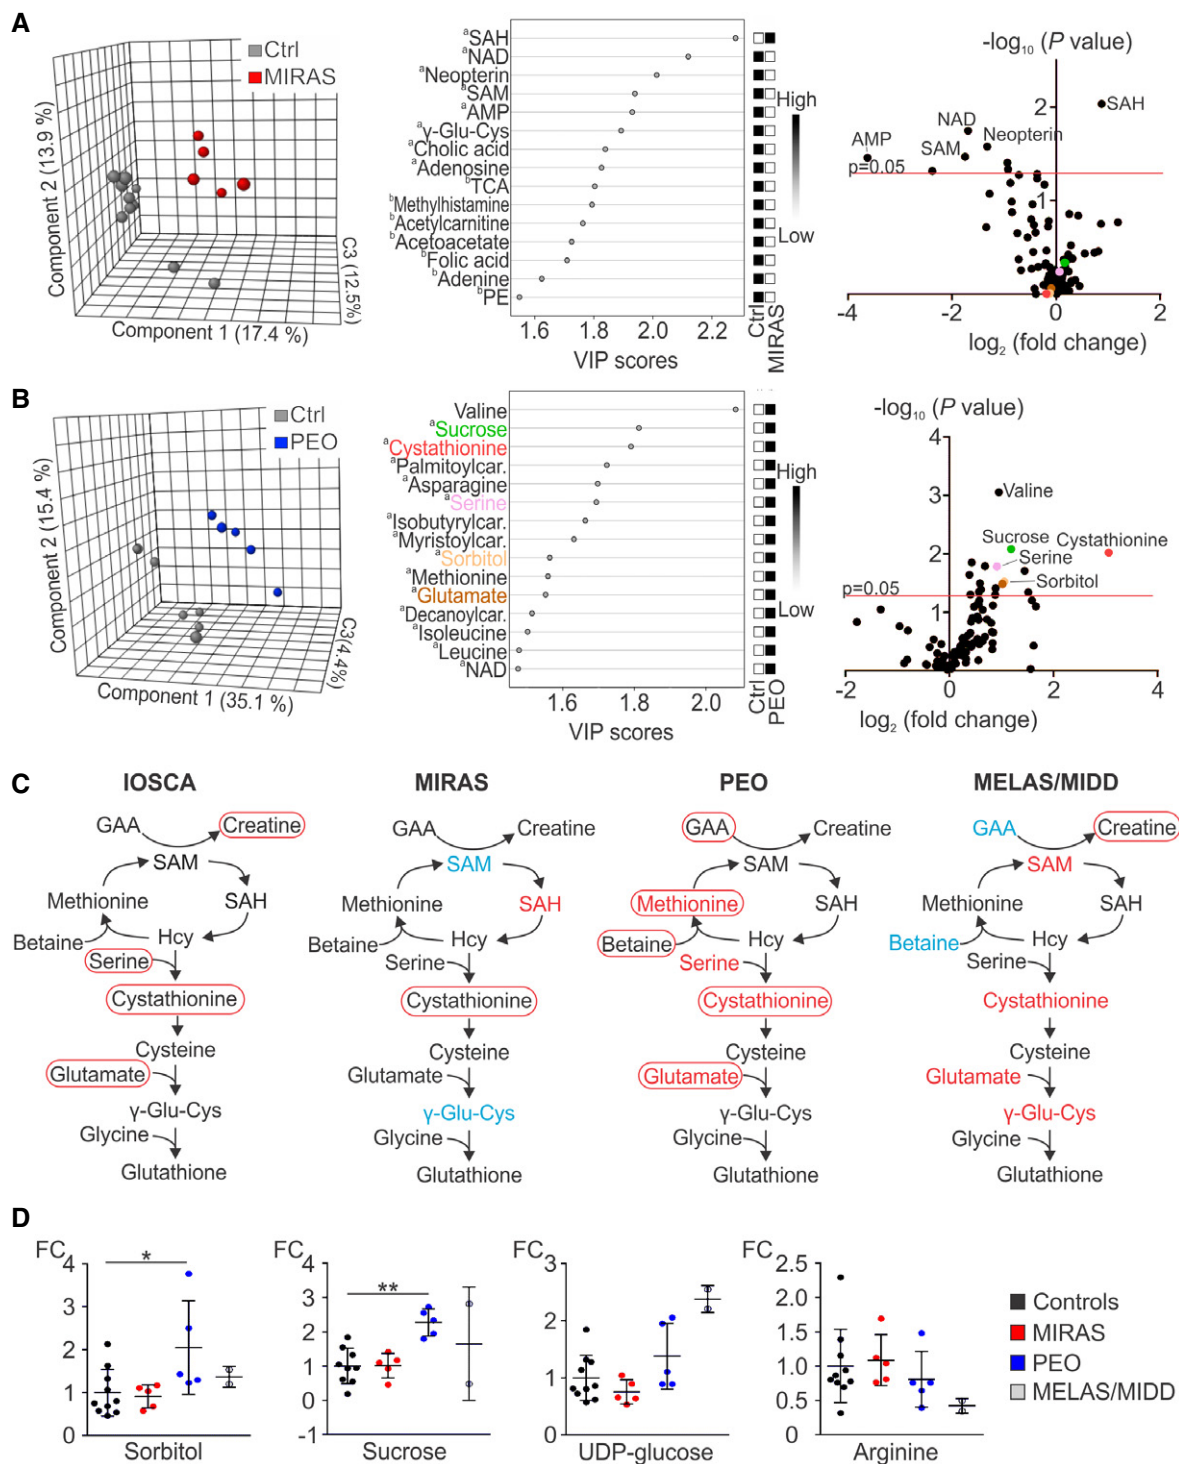 A
Ctrl
MIRAS
Component 2 (13.9 %)
Component 1 (17.4 %)
C3 (12.5%)
aSAH
aNAD
aNeopterin
aSAM
aAMP
aγ-Glu-Cys
aCholic acid
aAdenosine
bTCA
bMethylhistamine
bAcetylcarnitine
bAcetoacetate
bFolic acid
bAdenine
bPE
1.6 1.8 2.0 2.2
VIP scores
Ctrl
MIRAS
High
Low
-log10 (P value)
2
SAH
NAD
Neopterin
AMP
SAM
p=0.05
1
-4 -2 0 2
log2 (fold change)
B
Ctrl
PEO
Component 2 (15.4 %)
Component 1 (35.1 %)
C3(4.4%)
Valine
aSucrose
aCystathionine
aPalmitoylcar.
aAsparagine
aSerine
aIsobutyrylcar.
aMyristoylcar.
aSorbitol
aMethionine
aGlutamate
aDecanoylcar.
aIsoleucine
aLeucine
aNAD
1.6 1.8 2.0
VIP scores
Ctrl
PEO
High
Low
-log10 (P value)
4
3
Valine
Sucrose
Cystathionine
2
Serine
Sorbitol
p=0.05
1
-2 0 2 4
log2 (fold change)
C
IOSCA
GAA
Creatine
SAM
Methionine
SAH
Betaine
Hcy
Serine
Cystathionine
Cysteine
Glutamate
γ-Glu-Cys
Glycine
Glutathione
MIRAS
GAA
Creatine
SAM
Methionine
SAH
Betaine
Hcy
Serine
Cystathionine
Cysteine
Glutamate
γ-Glu-Cys
Glycine
Glutathione
PEO
GAA
Creatine
SAM
Methionine
SAH
Betaine
Hcy
Serine
Cystathionine
Cysteine
Glutamate
γ-Glu-Cys
Glycine
Glutathione
MELAS/MIDD
GAA
Creatine
SAM
Methionine
SAH
Betaine
Hcy
Serine
Cystathionine
Cysteine
Glutamate
γ-Glu-Cys
Glycine
Glutathione
D
FC
4
3
2
1
0
*
Sorbitol
FC
4
3
2
1
0
-1
**
Sucrose
FC
3
2
1
0
UDP-glucose
FC
2.5
2.0
1.5
1.0
0.5
0
Arginine
Controls
MIRAS
PEO
MELAS/MIDD